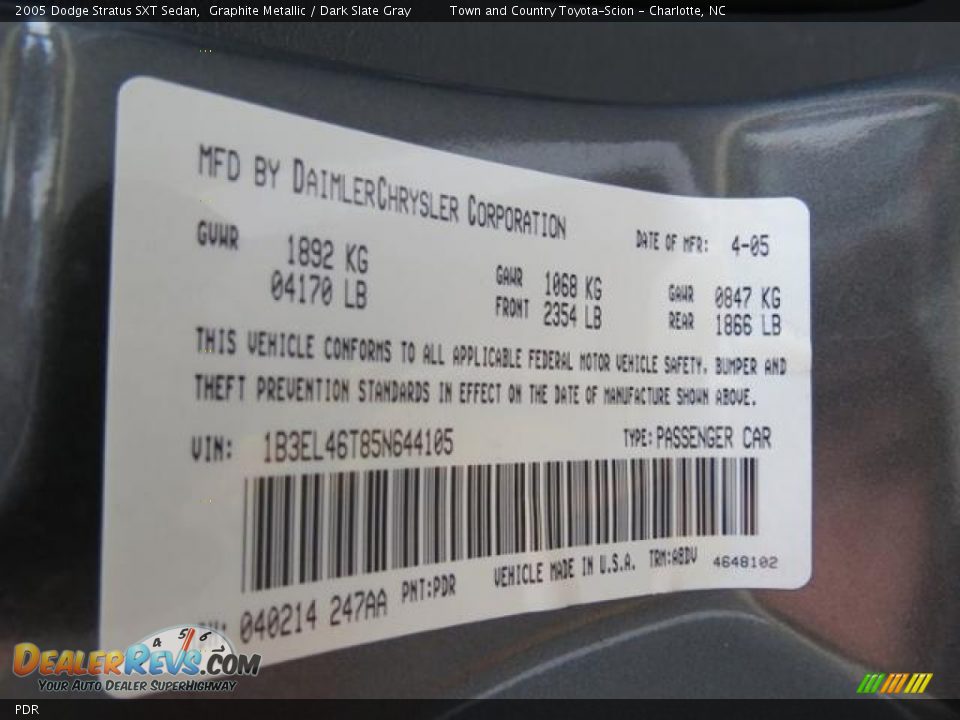 2005 Dodge Stratus SXT Sedan,  Graphite Metallic / Dark Slate Gray    Town and Country Toyota-Scion - Charlotte, NC
MFD BY DAIMLERCHRYSLER CORPORATION
DATE OF MFR: 4-05
GVWR 1892 KG
04170 LB
GAWR 1068 KG
FRONT 2354 LB
GAWR 0847 KG
REAR 1866 LB
THIS VEHICLE CONFORMS TO ALL APPLICABLE FEDERAL MOTOR VEHICLE SAFETY, BUMPER AND
THEFT PREVENTION STANDARDS IN EFFECT ON THE DATE OF MANUFACTURE SHOWN ABOVE.
VIN: 1B3EL46T85N644105 TYPE: PASSENGER CAR
040214 247AA PNT:PDR VEHICLE MADE IN U.S.A. TRM:ABDV 4648102
4 5 6
DEALERREVS.COM
YOUR AUTO DEALER SUPERHIGHWAY
PDR